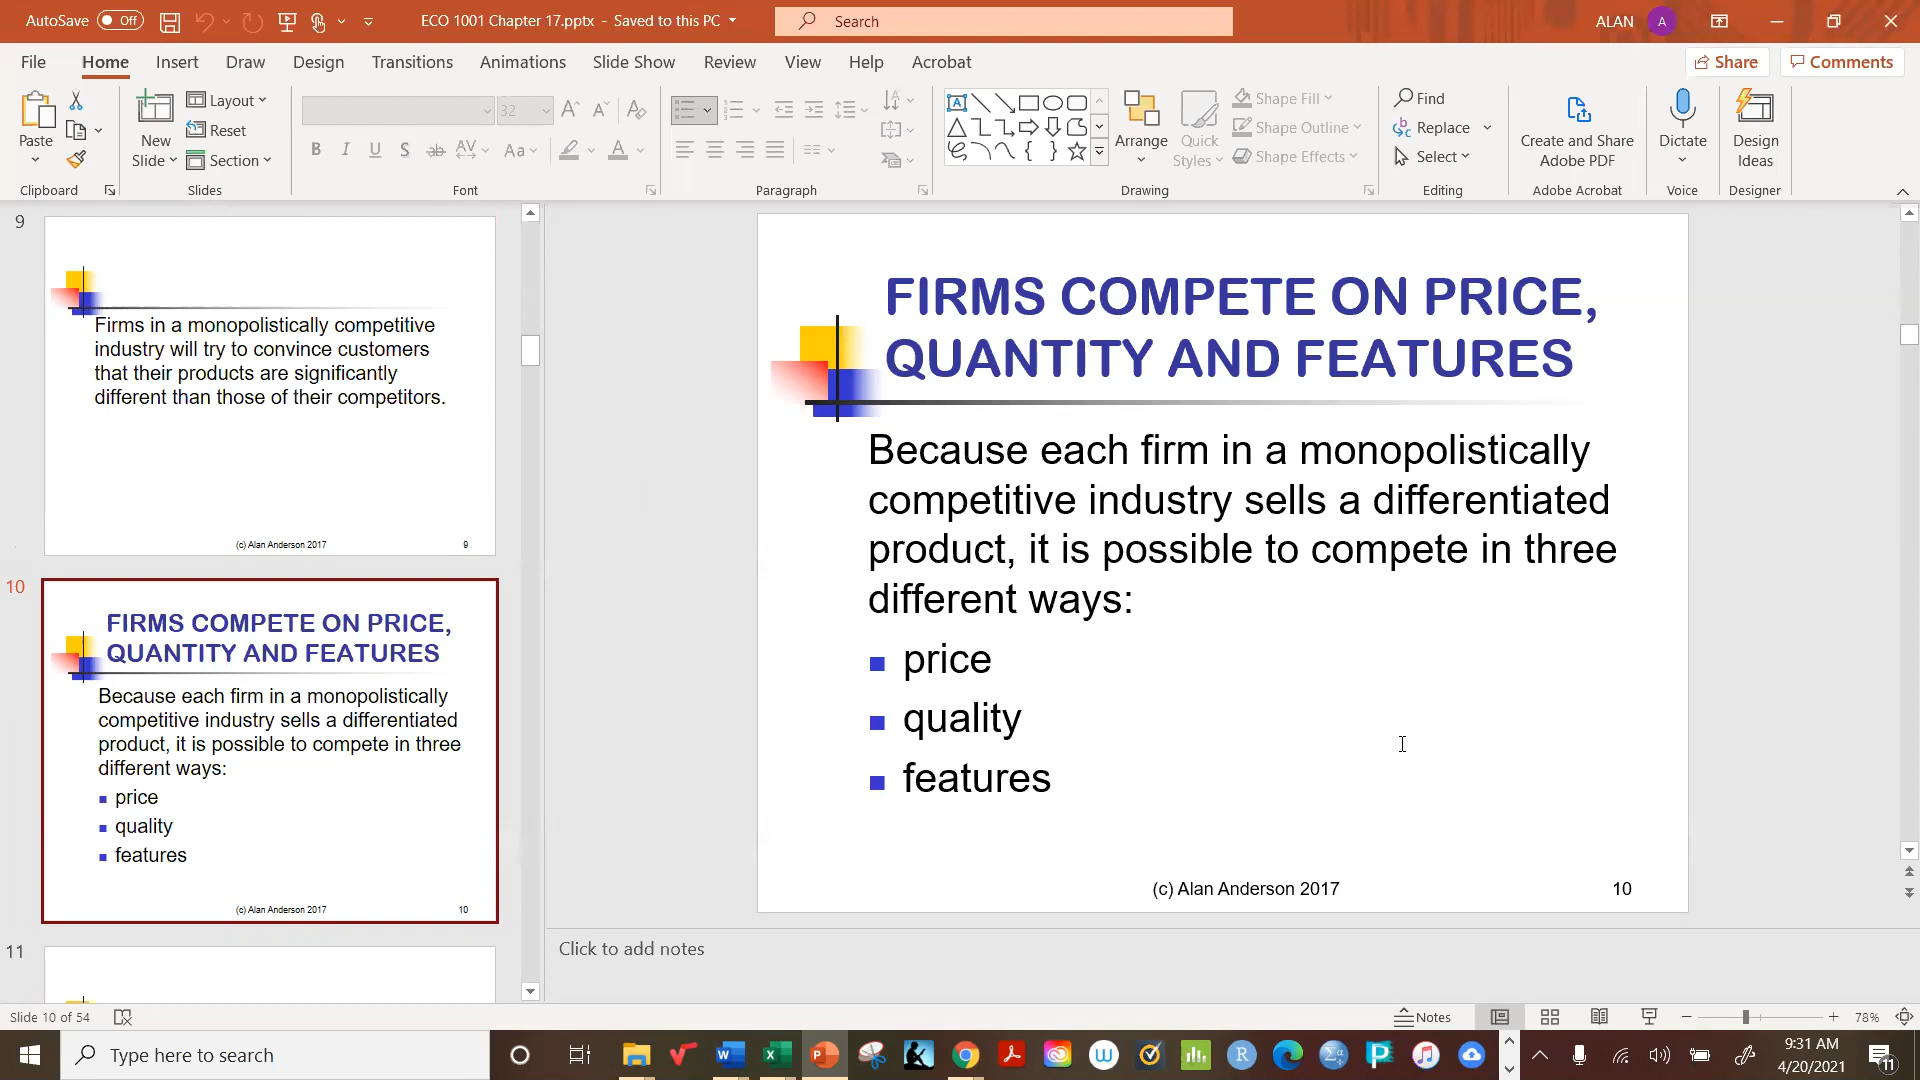 AutoSave Off ECO 1001 Chapter 17.pptx - Saved to this PC Search ALAN A
File Home Insert Draw Design Transitions Animations Slide Show Review View Help Acrobat Share Comments
Paste New Slide Layout Reset Section 32 B I U S ab AV Aa A Arrange Quick Styles Shape Fill Shape Outline Shape Effects Find Replace Select Create and Share Adobe PDF Dictate Design Ideas
Clipboard Slides Font Paragraph Drawing Editing Adobe Acrobat Voice Designer
9
Firms in a monopolistically competitive
industry will try to convince customers
that their products are significantly
different than those of their competitors.
(c) Alan Anderson 2017 9
10
FIRMS COMPETE ON PRICE,
QUANTITY AND FEATURES
Because each firm in a monopolistically
competitive industry sells a differentiated
product, it is possible to compete in three
different ways:
price
quality
features
(c) Alan Anderson 2017 10
11
FIRMS COMPETE ON PRICE,
QUANTITY AND FEATURES
Because each firm in a monopolistically
competitive industry sells a differentiated
product, it is possible to compete in three
different ways:
price
quality
features
(c) Alan Anderson 2017 10
Click to add notes
Slide 10 of 54 Notes 78%
Type here to search 9:31 AM
4/20/2021 11